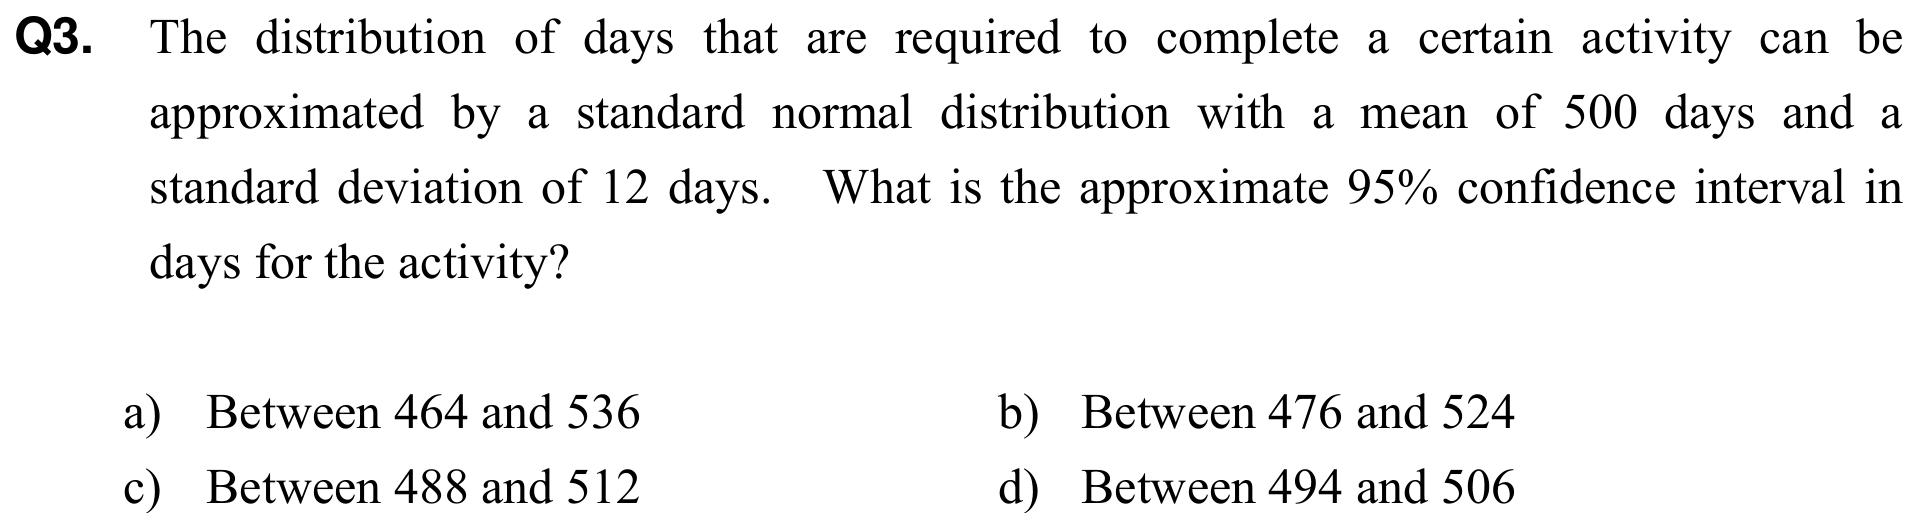 Q3. The distribution of days that are required to complete a certain activity can be
approximated by a standard normal distribution with a mean of 500 days and a
standard deviation of 12 days. What is the approximate 95% confidence interval in
days for the activity?
a) Between 464 and 536 b) Between 476 and 524
c) Between 488 and 512 d) Between 494 and 506